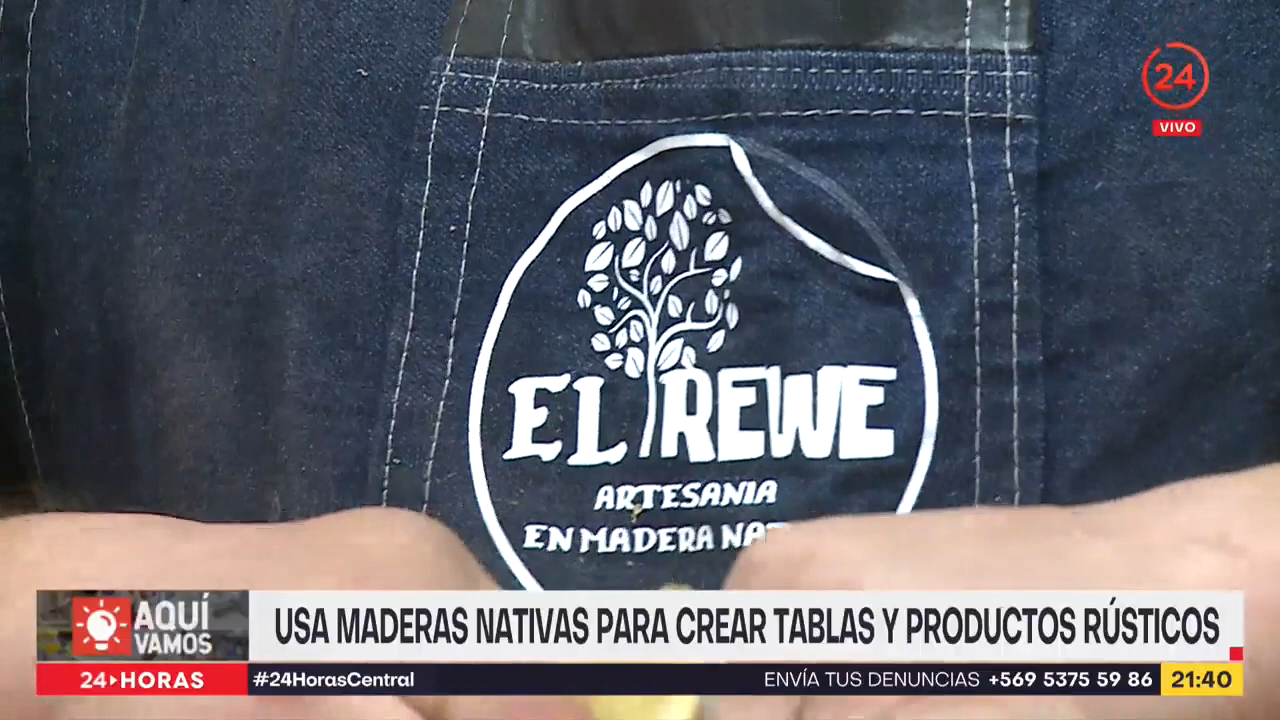 24
VIVO
EL REWE
ARTESANIA
EN MADERA
AQUÍ
VAMOS
USA MADERAS NATIVAS PARA CREAR TABLAS Y PRODUCTOS RÚSTICOS
24 HORAS
#24HorasCentral
ENVÍA TUS DENUNCIAS +569 5375 59 86
21:40